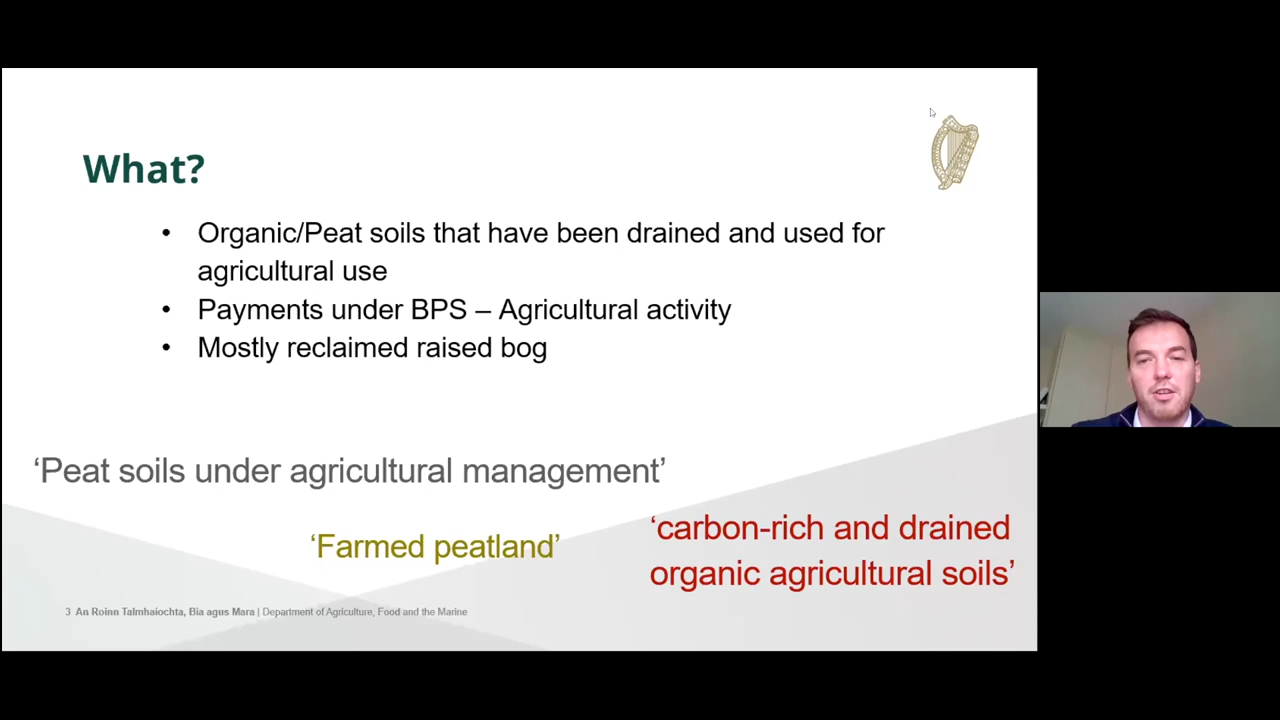 What?
• Organic/Peat soils that have been drained and used for
agricultural use
• Payments under BPS – Agricultural activity
• Mostly reclaimed raised bog
‘Peat soils under agricultural management’
‘Farmed peatland’
‘carbon-rich and drained
organic agricultural soils’
3 An Roinn Talmhaíochta, Bia agus Mara | Department of Agriculture, Food and the Marine